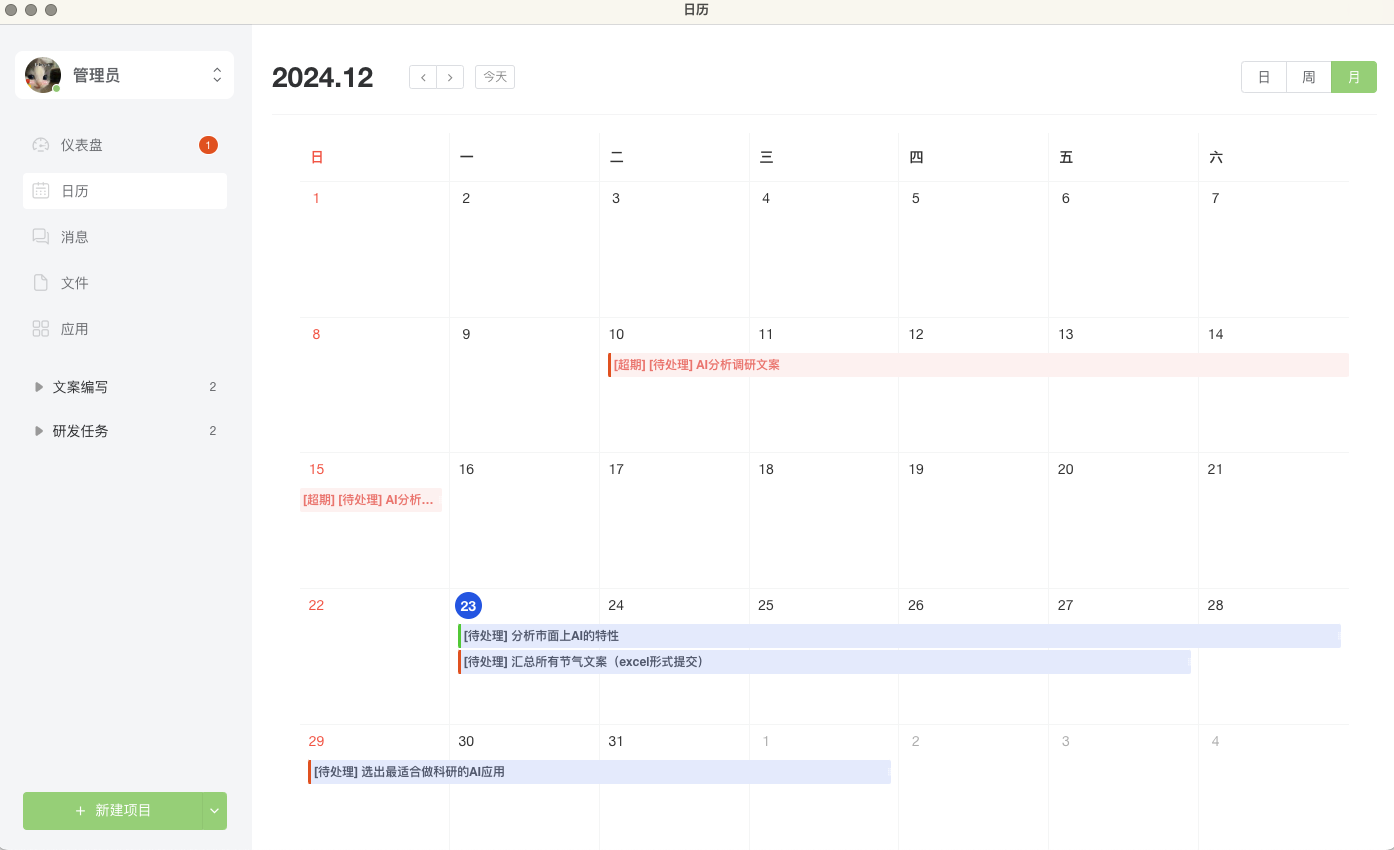 日历
管理员
仪表盘 1
日历
消息
文件
应用
文案编写 2
研发任务 2
+ 新建项目
2024.12 今天 日 周 月
日 一 二 三 四 五 六
1 2 3 4 5 6 7
8 9 10 11 12 13 14
[超期] [待处理] AI分析调研文案
15 16 17 18 19 20 21
[超期] [待处理] AI分析...
22 23 24 25 26 27 28
[待处理] 分析市面上AI的特性
[待处理] 汇总所有节气文案（excel形式提交）
29 30 31 1 2 3 4
[待处理] 选出最适合做科研的AI应用